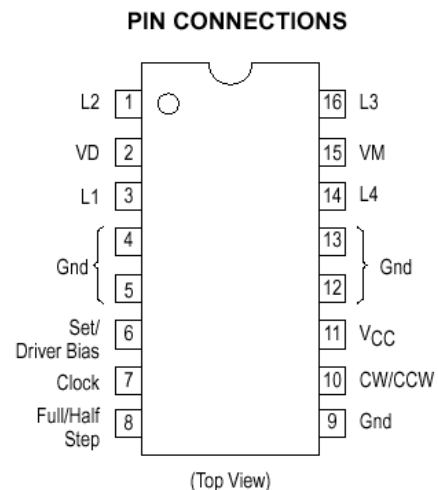 PIN CONNECTIONS
L2 1 16 L3
VD 2 15 VM
L1 3 14 L4
4 13
Gnd Gnd
5 12
Set/
Driver Bias 6 11 VCC
Clock 7 10 CW/CCW
Full/Half
Step 8 9 Gnd
(Top View)